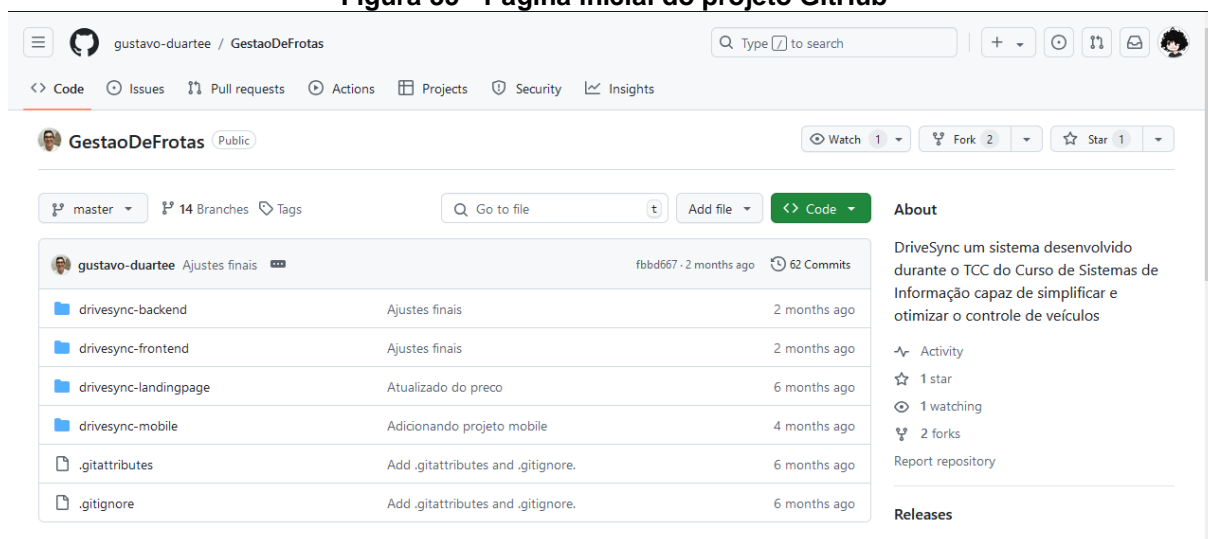 Página inicial do projeto GitHub
gustavo-duartee / GestaoDeFrotas
Type / to search
Code Issues Pull requests Actions Projects Security Insights
GestaoDeFrotas Public
Watch 1 Fork 2 Star 1
master 14 Branches Tags
Go to file t
Add file Code
gustavo-duartee Ajustes finais fbbd667 · 2 months ago 62 Commits
drivesync-backend Ajustes finais 2 months ago
drivesync-frontend Ajustes finais 2 months ago
drivesync-landingpage Atualizado do preco 6 months ago
drivesync-mobile Adicionando projeto mobile 4 months ago
.gitattributes Add .gitattributes and .gitignore. 6 months ago
.gitignore Add .gitattributes and .gitignore. 6 months ago
About
DriveSync um sistema desenvolvido
durante o TCC do Curso de Sistemas de
Informação capaz de simplificar e
otimizar o controle de veículos
Activity
1 star
1 watching
2 forks
Report repository
Releases